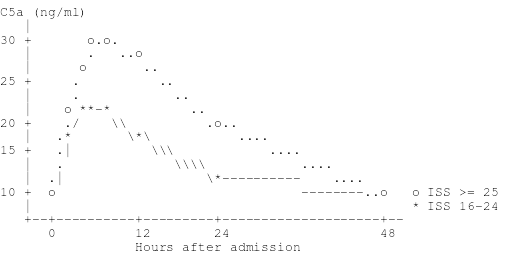 C5a (ng/ml)
30
25
20
15
10
o ISS >= 25
* ISS 16-24
0 12 24 48
Hours after admission